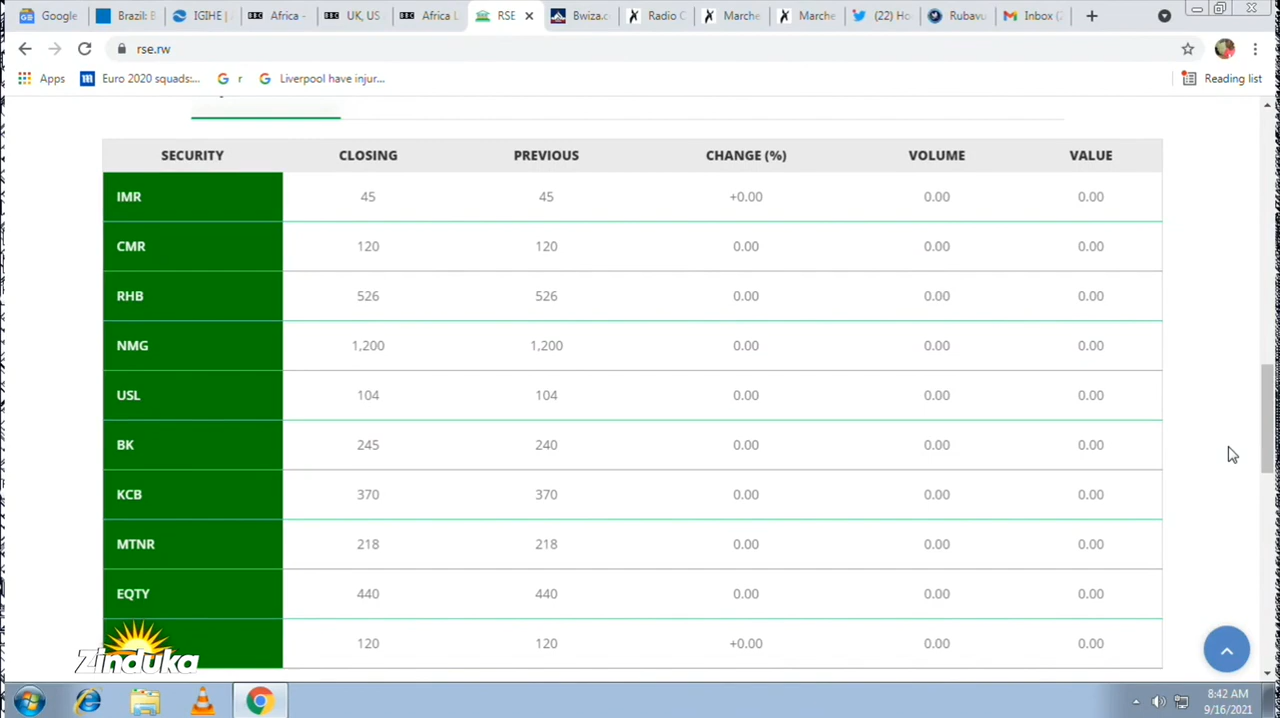 Google
Brazil: B
IGIHE |
BBC Africa -
BBC UK, US
BBC Africa L
RSE
Bwiza.c
Radio C
Marche
Marche
(22) Ho
Rubavu
Inbox (
rse.rw
Apps
Euro 2020 squads:...
r
Liverpool have injur...
Reading list
SECURITY CLOSING PREVIOUS CHANGE (%) VOLUME VALUE
IMR 45 45 +0.00 0.00 0.00
CMR 120 120 0.00 0.00 0.00
RHB 526 526 0.00 0.00 0.00
NMG 1,200 1,200 0.00 0.00 0.00
USL 104 104 0.00 0.00 0.00
BK 245 240 0.00 0.00 0.00
KCB 370 370 0.00 0.00 0.00
MTNR 218 218 0.00 0.00 0.00
EQTY 440 440 0.00 0.00 0.00
120 120 +0.00 0.00 0.00
Zinduka
8:42 AM
9/16/2021